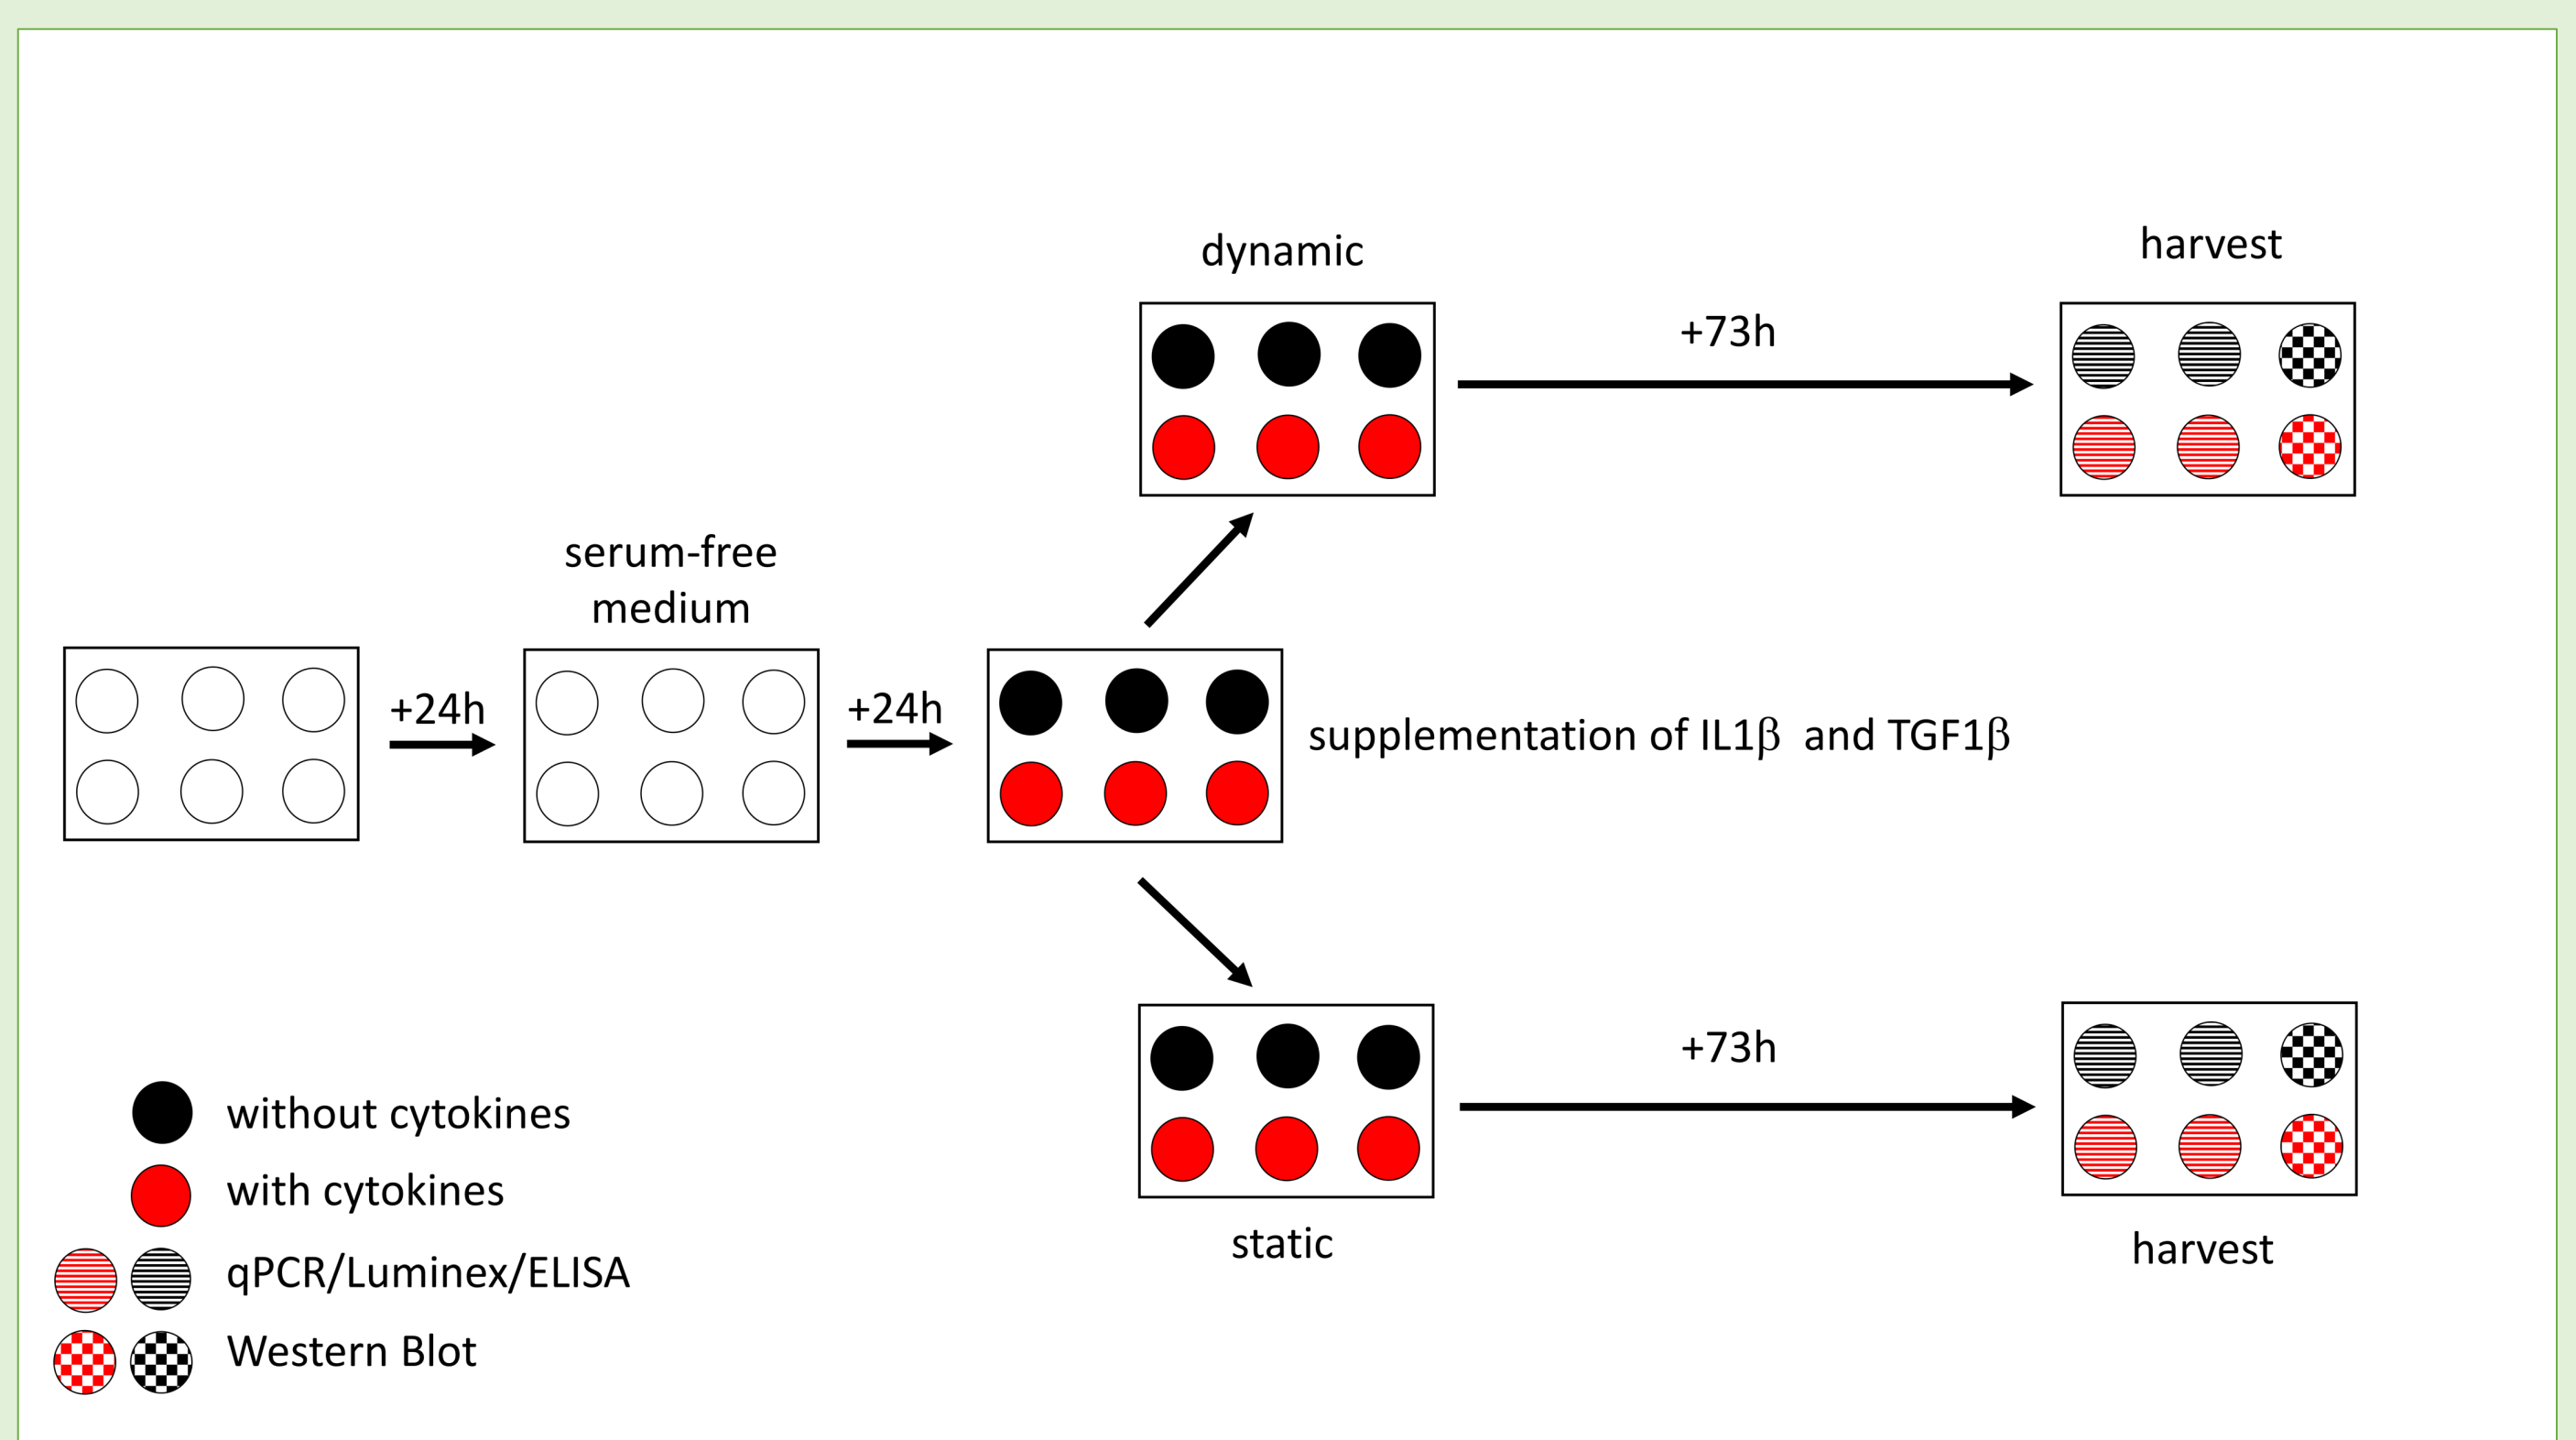 dynamic
harvest
+73h
serum-free
medium
+24h
+24h
supplementation of IL1β and TGF1β
+73h
without cytokines
with cytokines
static
harvest
qPCR/Luminex/ELISA
Western Blot